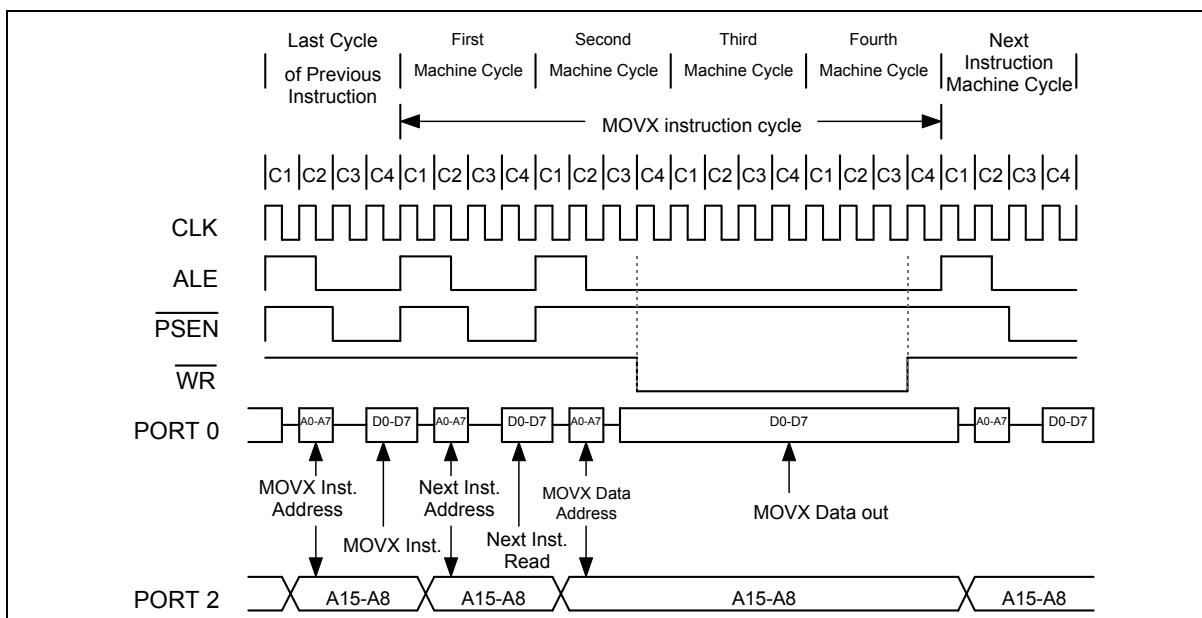 Last Cycle
of Previous
Instruction
First
Machine Cycle
Second
Machine Cycle
Third
Machine Cycle
Fourth
Machine Cycle
Next
Instruction
Machine Cycle
MOVX instruction cycle
C1 C2 C3 C4 C1 C2 C3 C4 C1 C2 C3 C4 C1 C2 C3 C4 C1 C2 C3 C4 C1 C2 C3 C4
CLK
ALE
PSEN
WR
PORT 0
A0-A7 D0-D7 A0-A7 D0-D7 A0-A7 D0-D7 A0-A7 D0-D7
MOVX Inst.
Address
MOVX Inst.
Next Inst.
Address
Next Inst.
Read
MOVX Data
Address
MOVX Data out
PORT 2
A15-A8 A15-A8 A15-A8 A15-A8